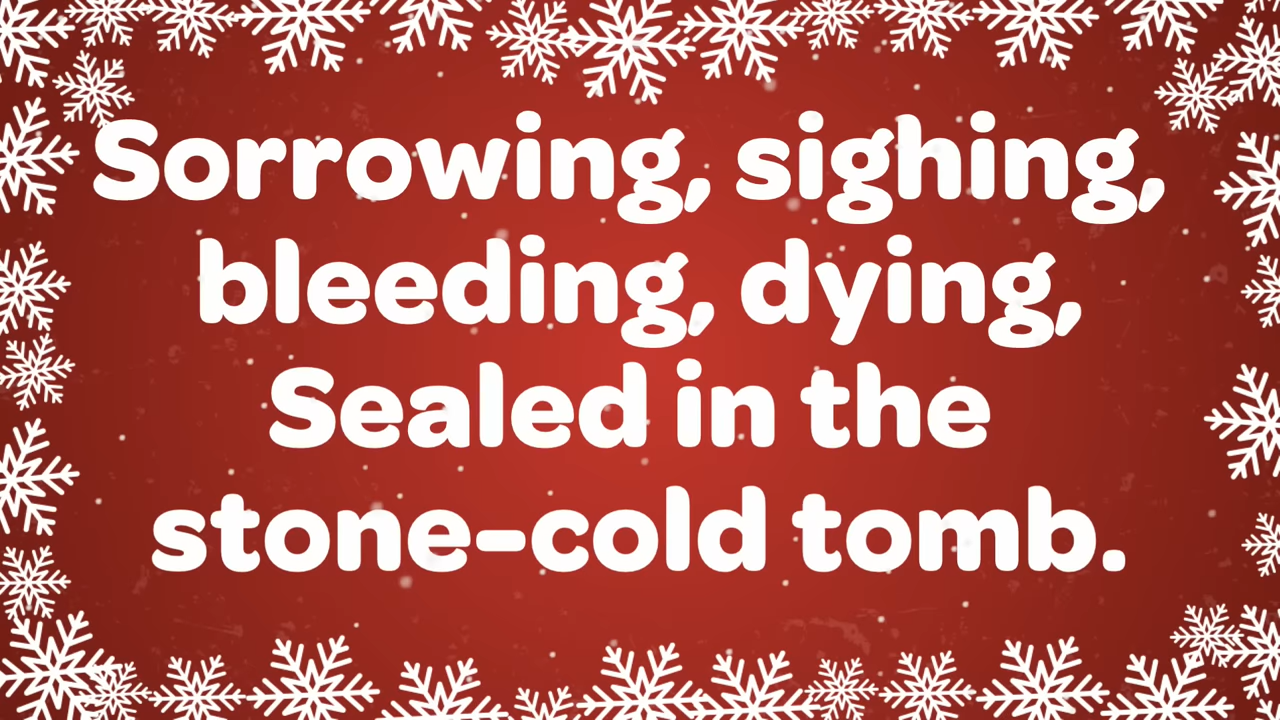 Sorrowing, sighing,
bleeding, dying,
Sealed in the
stone-cold tomb.